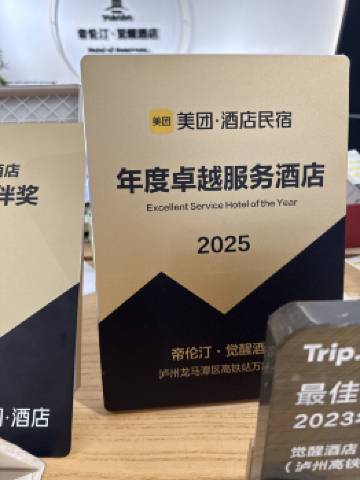 帝伦汀·觉醒酒店
美团 美团·酒店民宿
年度卓越服务酒店
Excellent Service Hotel of the Year
2025
帝伦汀·觉醒酒
泸州龙马潭区高铁站万
酒店
伴奖
·酒店
Trip.
最佳
2023
觉醒酒店
（泸州高铁